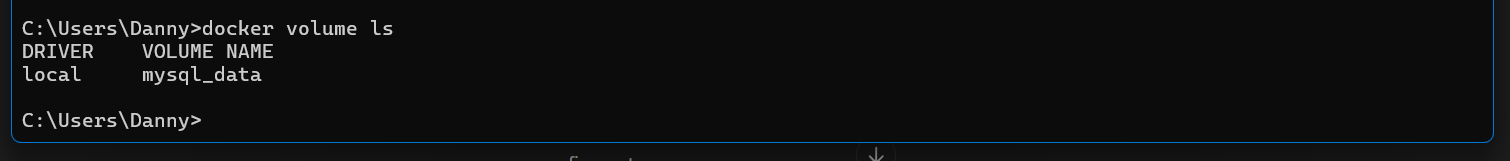 C:\Users\Danny>docker volume ls
DRIVER    VOLUME NAME
local     mysql_data
C:\Users\Danny>